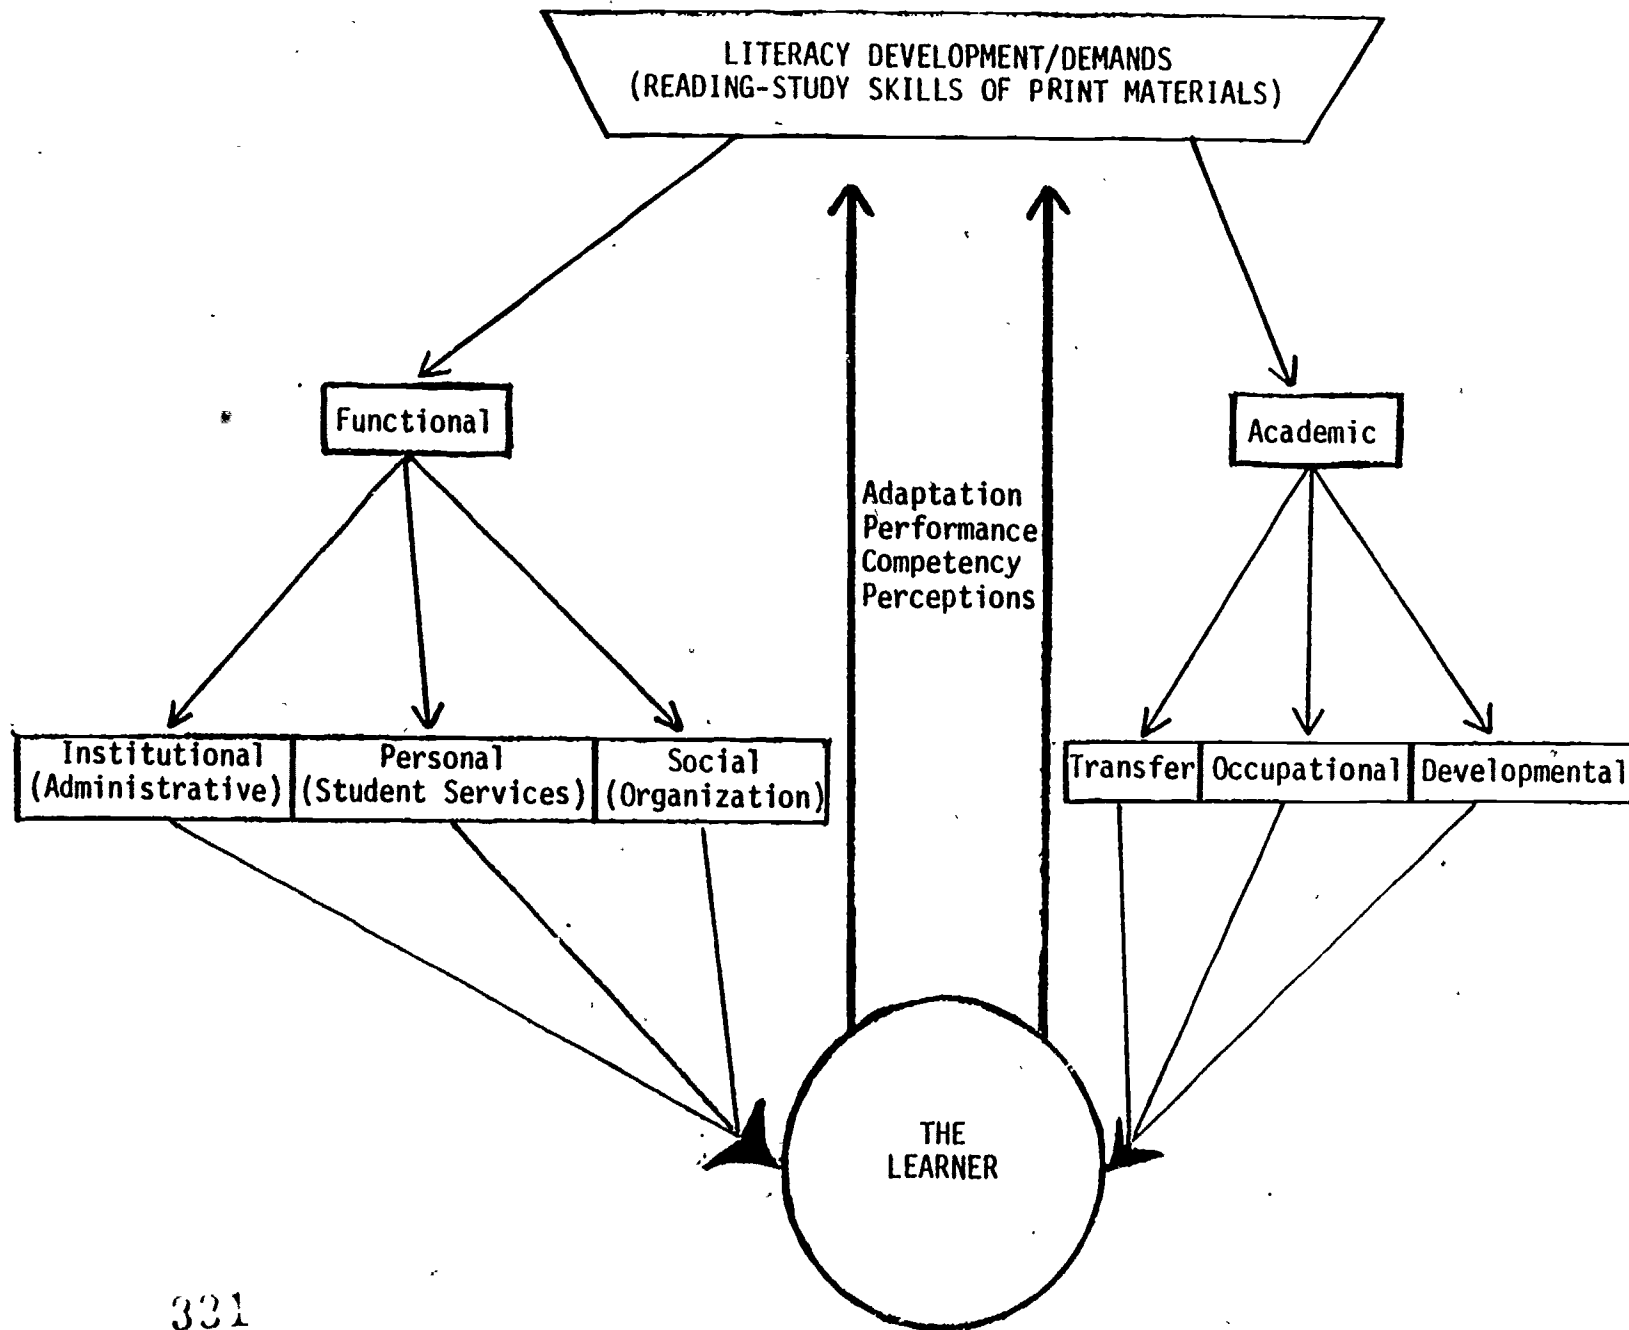 LITERACY DEVELOPMENT/DEMANDS
(READING-STUDY SKILLS OF PRINT MATERIALS)
Functional
Academic
Adaptation
Performance
Competency
Perceptions
Institutional
(Administrative)
Personal
(Student Services)
Social
(Organization)
Transfer
Occupational
Developmental
THE
LEARNER
331